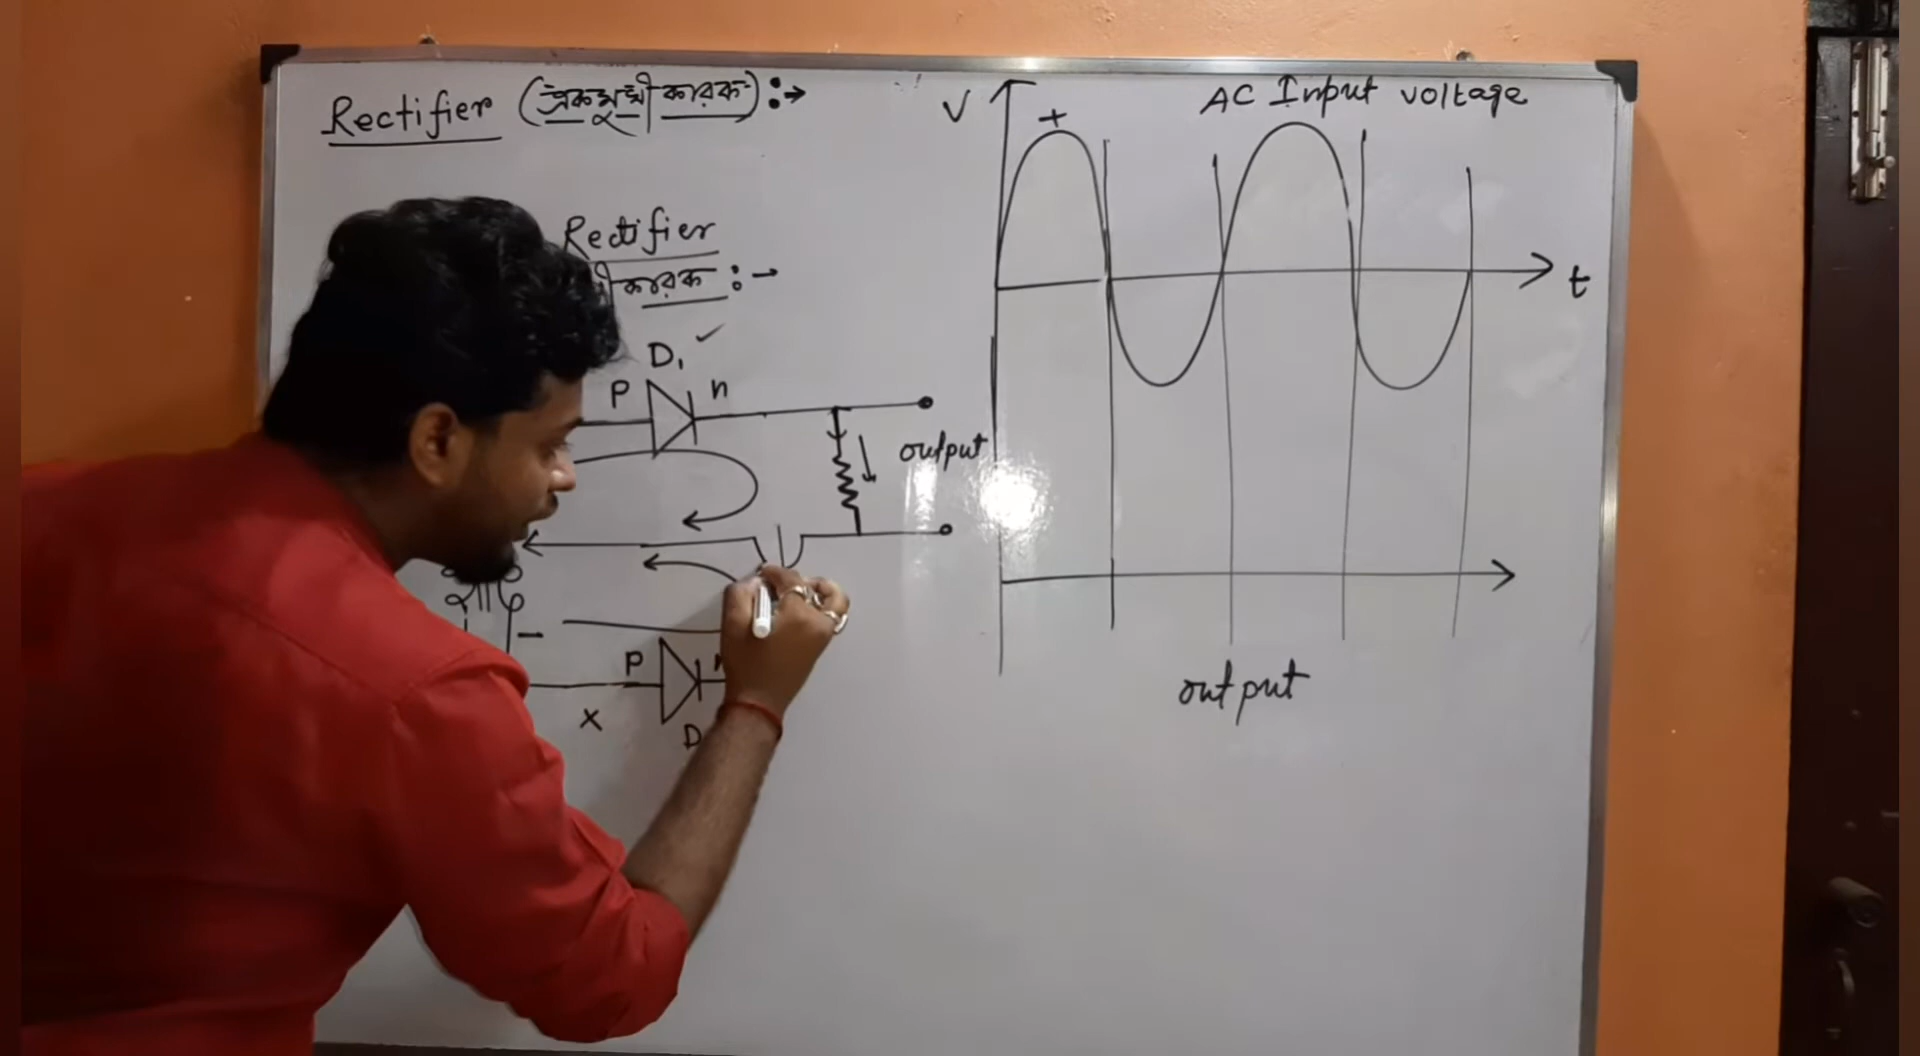 Rectifier (একমুখী কারক) :→
Rectifier
কারক :-→
D₁ ✓
P n
output
-
P
x
D
V
+
AC Input voltage
t
output